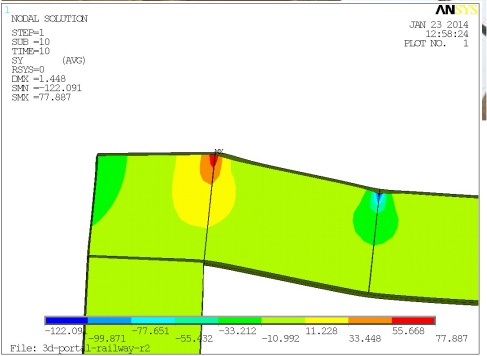 1
NODAL SOLUTION
STEP=1
SUB =10
TIME=10
SY (AVG)
RSYS=0
DMX =1.448
SMN =-122.091
SMX =77.887
ANSYS
JAN 23 2014
12:58:24
PLOT NO. 1
MX
-122.091 -77.651 -33.212 11.228 55.668
-99.871 -55.432 -10.992 33.448 77.887
File: 3d-portal-railway-r2